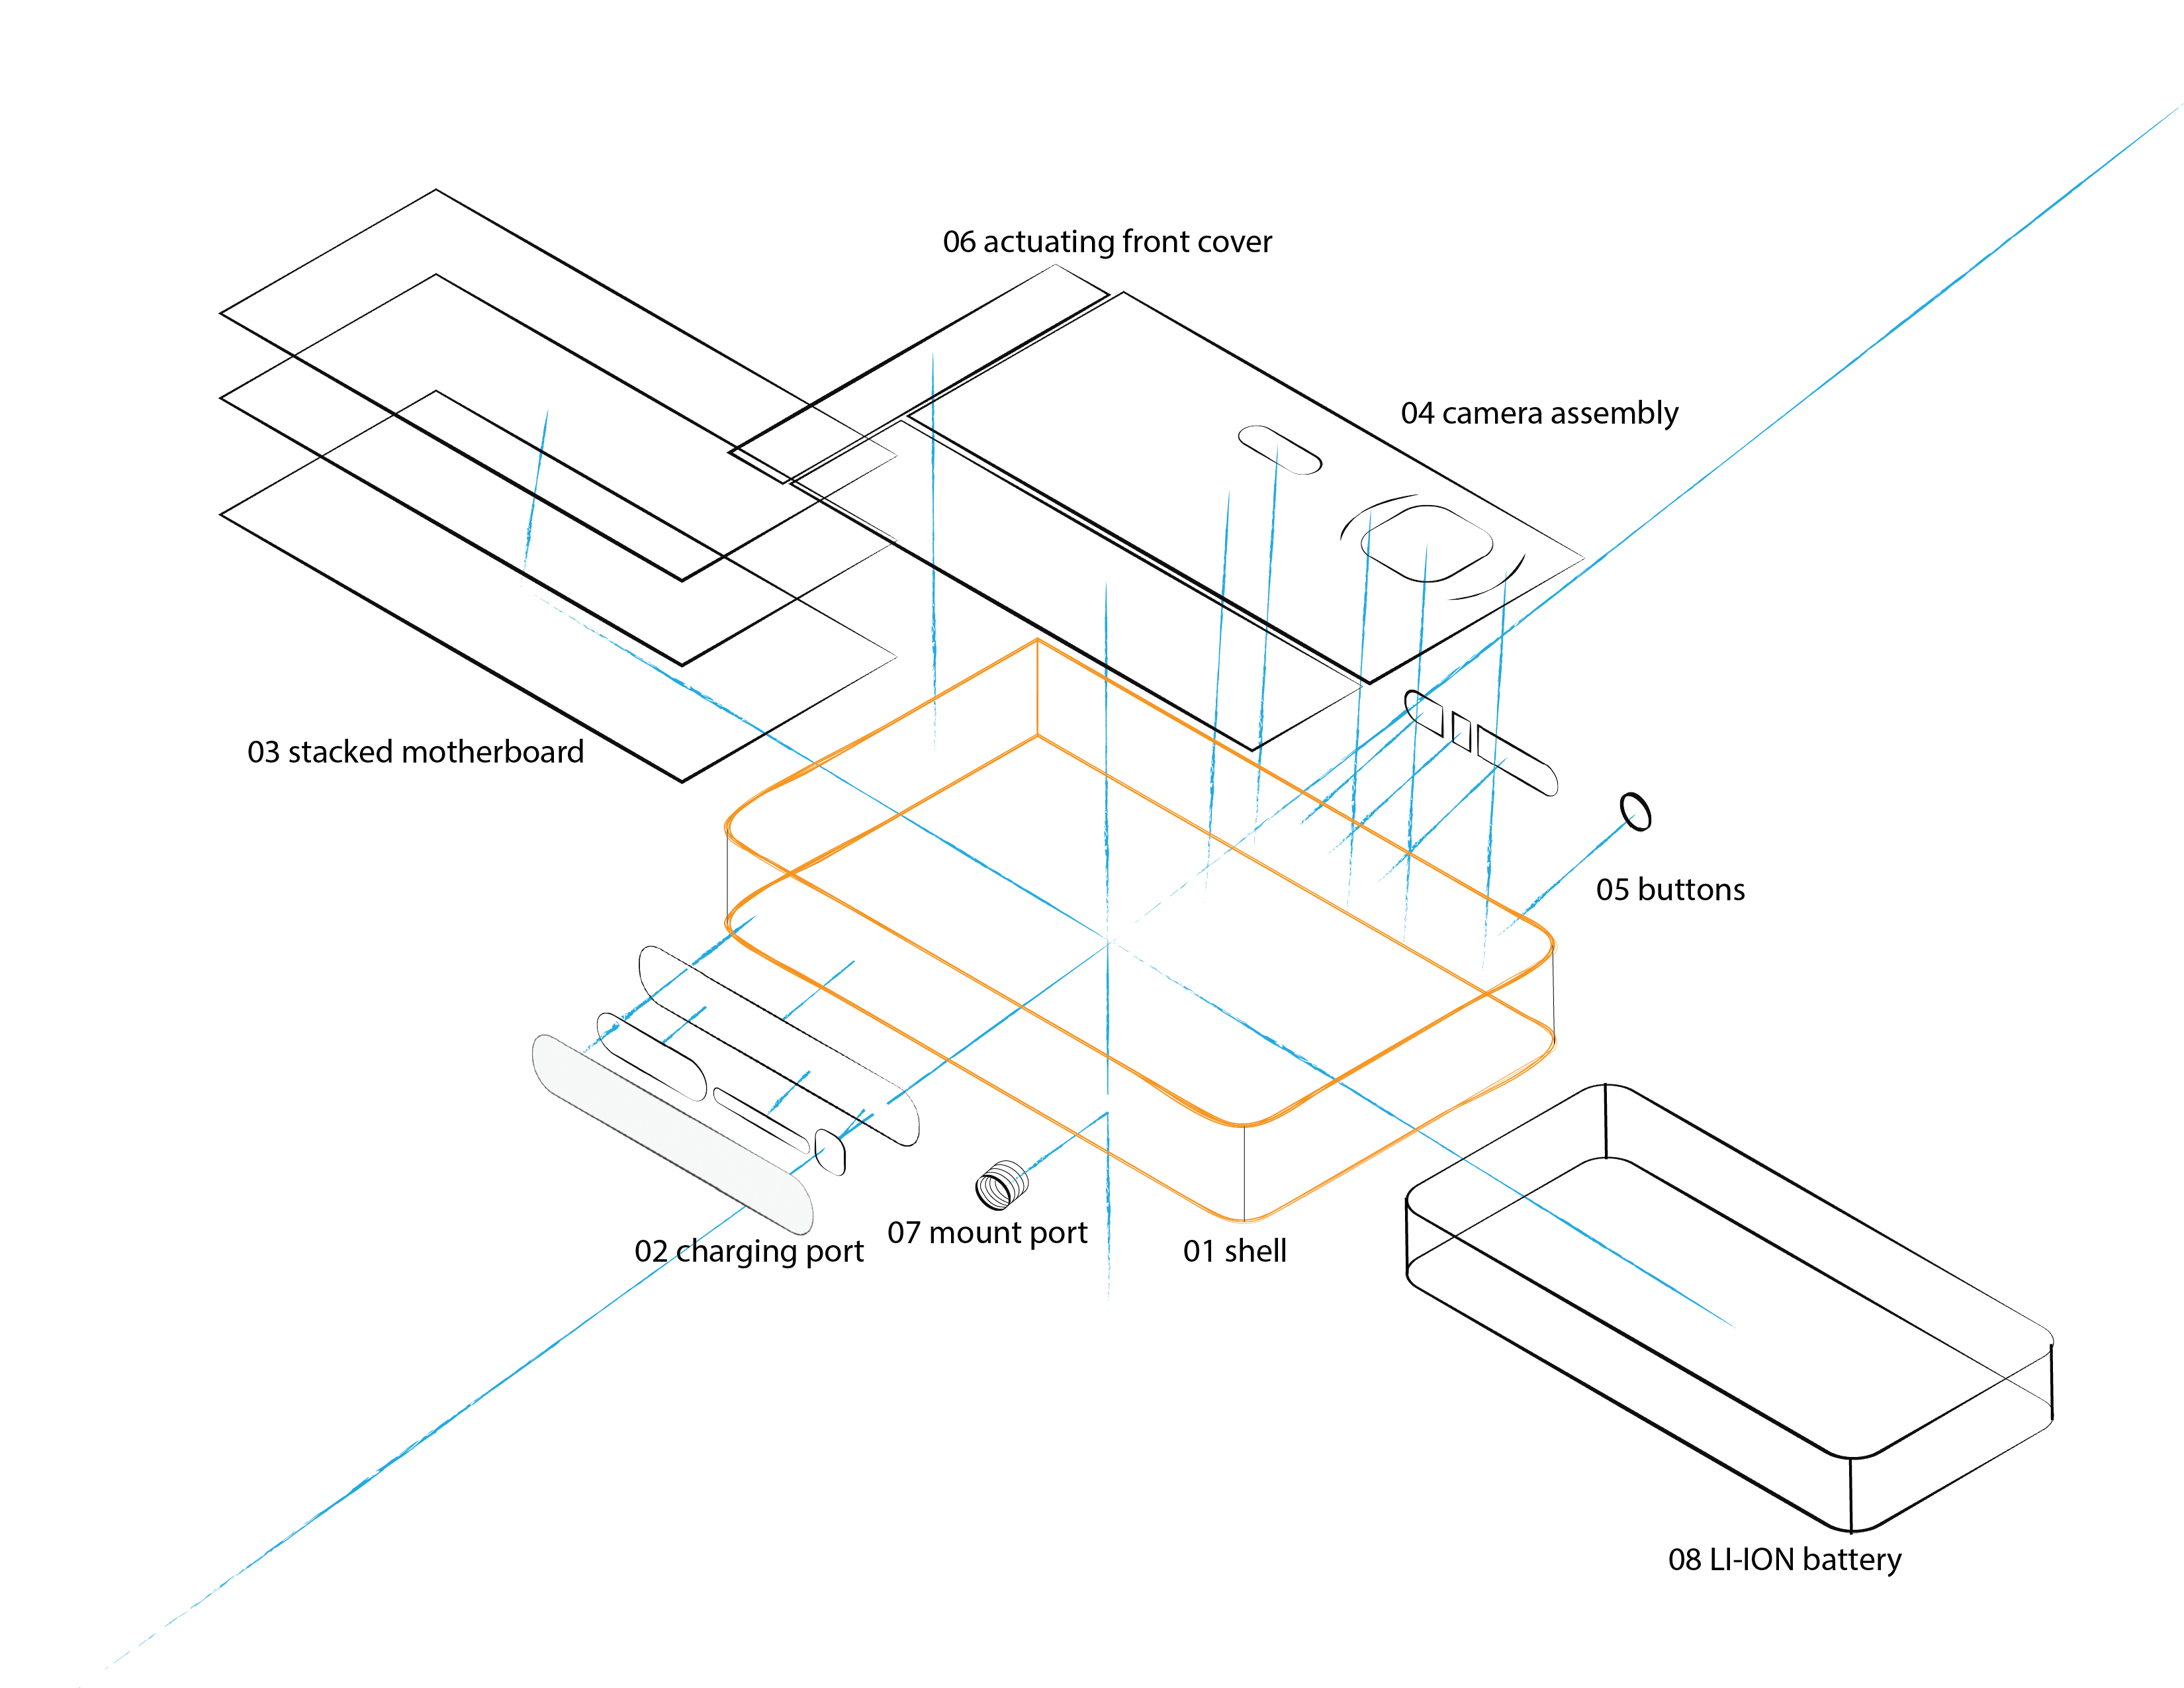 06 actuating front cover
04 camera assembly
03 stacked motherboard
05 buttons
07 mount port
02 charging port
01 shell
08 LI-ION battery